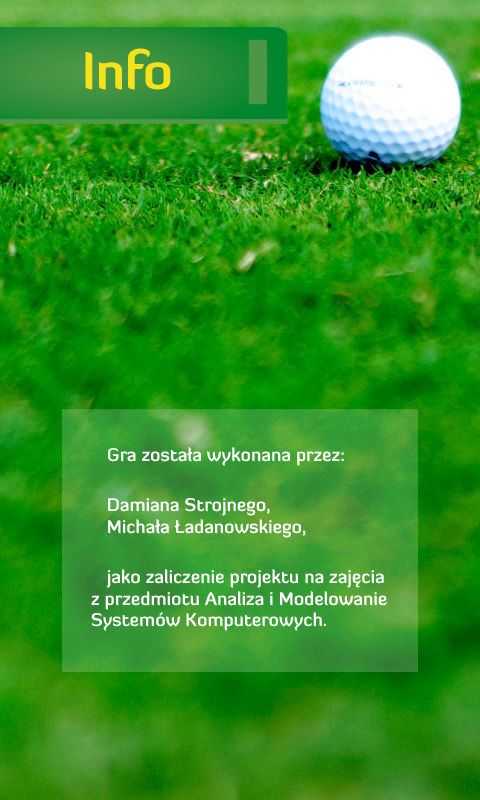 Info
Gra została wykonana przez:
Damiana Strojnego,
Michała Ładanowskiego,
jako zaliczenie projektu na zajęcia
z przedmiotu Analiza i Modelowanie
Systemów Komputerowych.